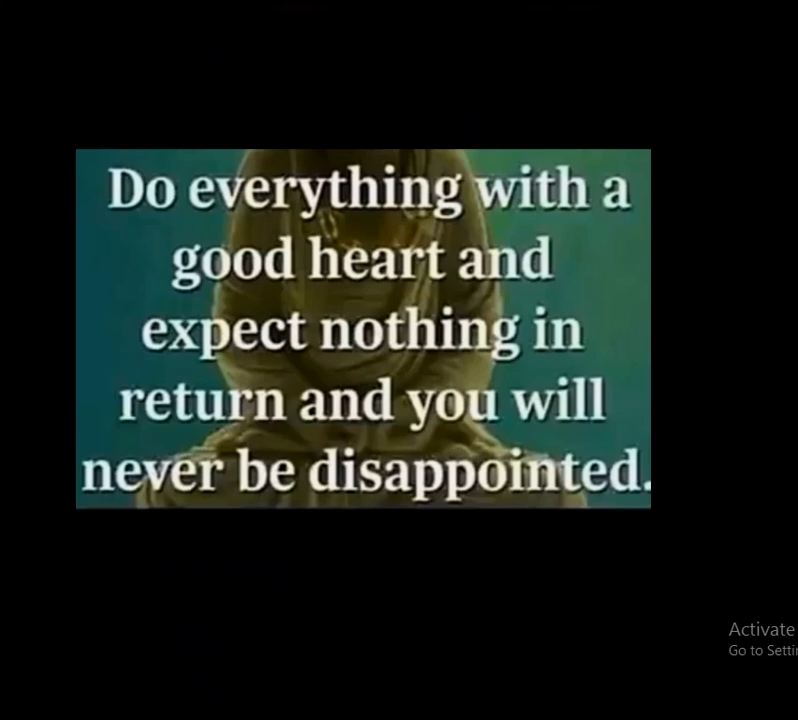 Do everything with a
good heart and
expect nothing in
return and you will
never be disappointed.
Activate
Go to Settin